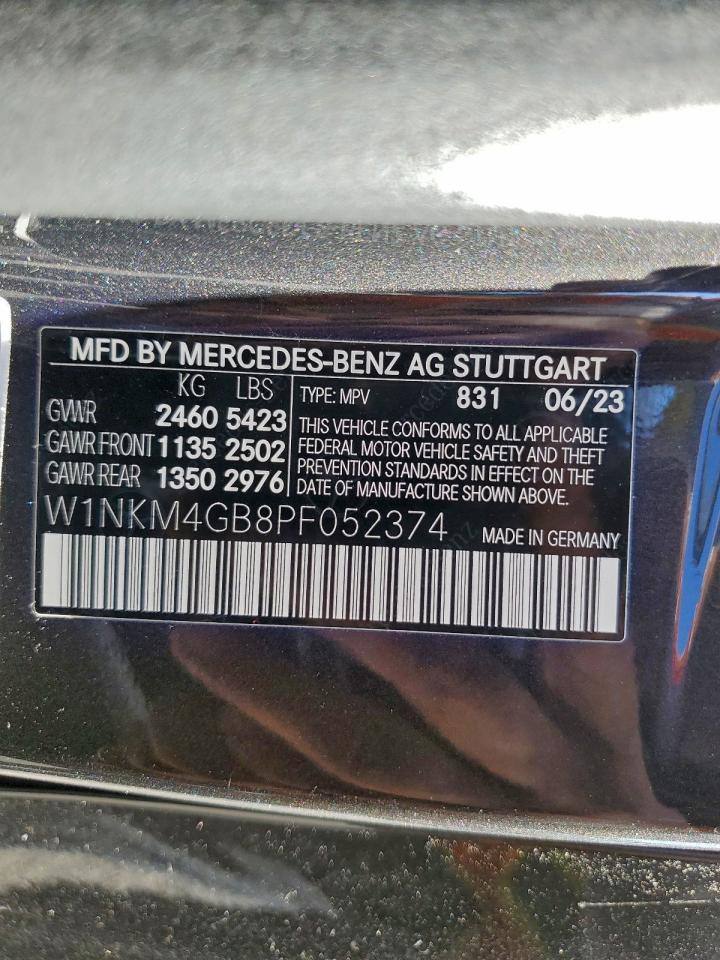 MFD BY MERCEDES-BENZ AG STUTTGART
KG LBS
GVWR 2460 5423
GAWR FRONT 1135 2502
GAWR REAR 1350 2976
TYPE: MPV 831 06/23
THIS VEHICLE CONFORMS TO ALL APPLICABLE
FEDERAL MOTOR VEHICLE SAFETY AND THEFT
PREVENTION STANDARDS IN EFFECT ON THE
DATE OF MANUFACTURE SHOWN ABOVE.
W1NKM4GB8PF052374
MADE IN GERMANY